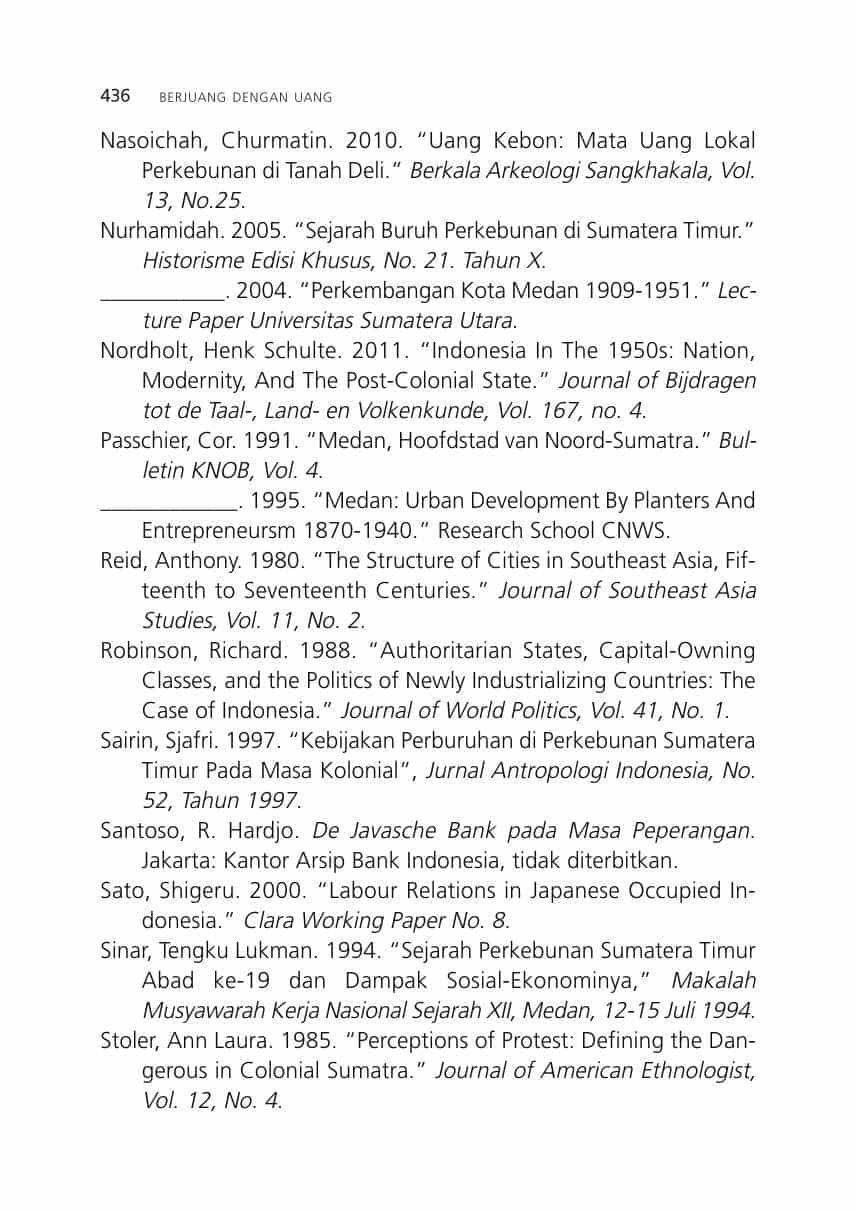 436 BERJUANG DENGAN UANG
Nasoichah, Churmatin. 2010. “Uang Kebon: Mata Uang Lokal
Perkebunan di Tanah Deli.” Berkala Arkeologi Sangkhakala, Vol.
13, No.25.
Nurhamidah. 2005. “Sejarah Buruh Perkebunan di Sumatera Timur.”
Historisme Edisi Khusus, No. 21. Tahun X.
___________. 2004. “Perkembangan Kota Medan 1909-1951.” Lec-
ture Paper Universitas Sumatera Utara.
Nordholt, Henk Schulte. 2011. “Indonesia In The 1950s: Nation,
Modernity, And The Post-Colonial State.” Journal of Bijdragen
tot de Taal-, Land- en Volkenkunde, Vol. 167, no. 4.
Passchier, Cor. 1991. “Medan, Hoofdstad van Noord-Sumatra.” Bul-
letin KNOB, Vol. 4.
____________. 1995. “Medan: Urban Development By Planters And
Entrepreneursm 1870-1940.” Research School CNWS.
Reid, Anthony. 1980. “The Structure of Cities in Southeast Asia, Fif-
teenth to Seventeenth Centuries.” Journal of Southeast Asia
Studies, Vol. 11, No. 2.
Robinson, Richard. 1988. “Authoritarian States, Capital-Owning
Classes, and the Politics of Newly Industrializing Countries: The
Case of Indonesia.” Journal of World Politics, Vol. 41, No. 1.
Sairin, Sjafri. 1997. “Kebijakan Perburuhan di Perkebunan Sumatera
Timur Pada Masa Kolonial”, Jurnal Antropologi Indonesia, No.
52, Tahun 1997.
Santoso, R. Hardjo. De Javasche Bank pada Masa Peperangan.
Jakarta: Kantor Arsip Bank Indonesia, tidak diterbitkan.
Sato, Shigeru. 2000. “Labour Relations in Japanese Occupied In-
donesia.” Clara Working Paper No. 8.
Sinar, Tengku Lukman. 1994. “Sejarah Perkebunan Sumatera Timur
Abad ke-19 dan Dampak Sosial-Ekonominya,” Makalah
Musyawarah Kerja Nasional Sejarah XII, Medan, 12-15 Juli 1994.
Stoler, Ann Laura. 1985. “Perceptions of Protest: Defining the Dan-
gerous in Colonial Sumatra.” Journal of American Ethnologist,
Vol. 12, No. 4.